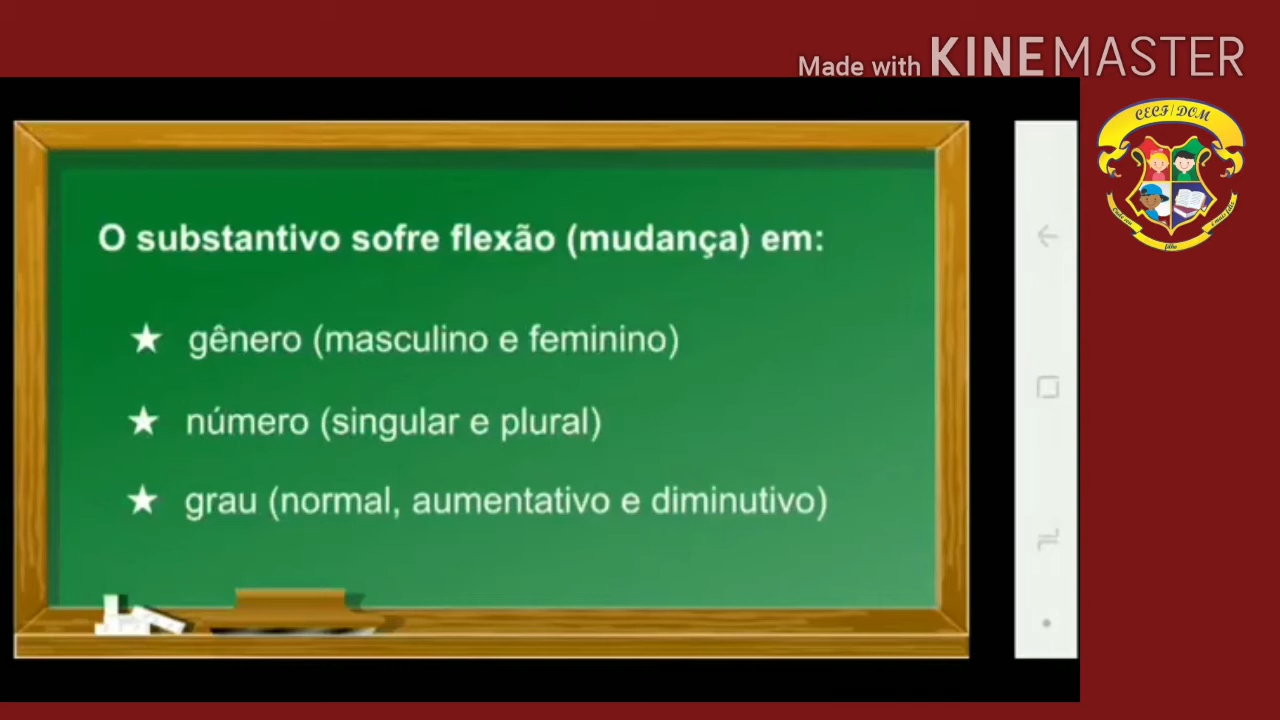 Made with KINEMASTER
CECF/DOM
O substantivo sofre flexão (mudança) em:
★ gênero (masculino e feminino)
★ número (singular e plural)
★ grau (normal, aumentativo e diminutivo)
filho